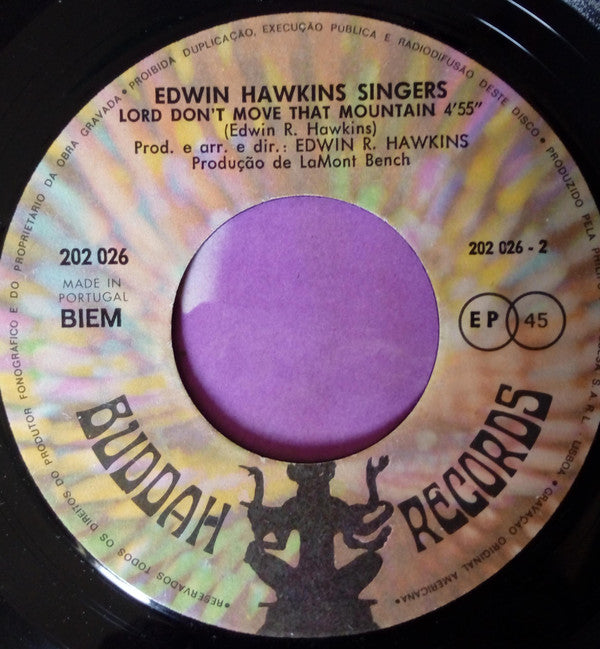 EDWIN HAWKINS SINGERS
LORD DON'T MOVE THAT MOUNTAIN 4'55"
(Edwin R. Hawkins)
Prod. e arr. e dir.: EDWIN R. HAWKINS
Produção de LaMont Bench
202 026
202 026 - 2
MADE IN
PORTUGAL
BIEM
EP 45
BUDDAH RECORDS
RESERVADOS TODOS OS DIREITOS DO PRODUTOR FONOGRÁFICO E DO PROPRIETÁRIO DA OBRA GRAVADA • PROIBIDA DUPLICAÇÃO, EXECUÇÃO PÚBLICA E RADIODIFUSÃO DESTE DISCO • PRODUZIDO PELA S.A.R.L. LISBOA • GRAVAÇÃO ORIGINAL AMERICANA •